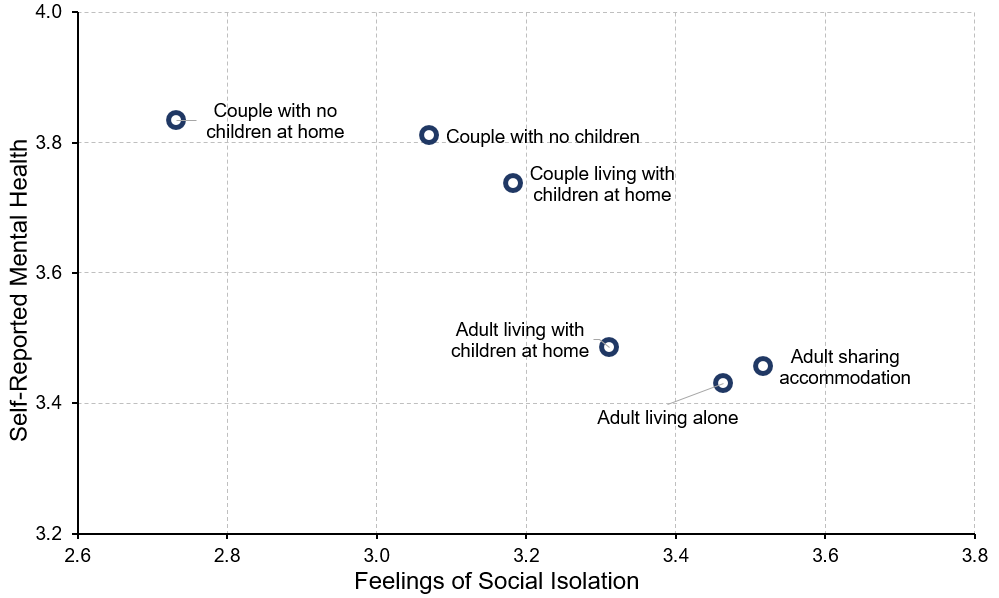 4.0
3.8
3.6
3.4
3.2
Self-Reported Mental Health
Couple with no
children at home
Couple with no children
Couple living with
children at home
Adult living with
children at home
Adult sharing
accommodation
Adult living alone
2.6
2.8
3.0
3.2
3.4
3.6
3.8
Feelings of Social Isolation